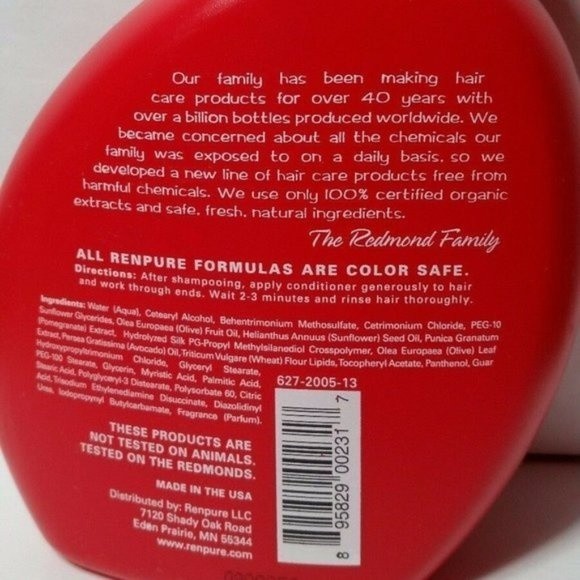 Our family has been making hair
care products for over 40 years with
over a billion bottles produced worldwide. We
became concerned about all the chemicals our
family was exposed to on a daily basis. so we
developed a new line of hair care products free from
harmful chemicals. We use only 100% certified organic
extracts and safe, fresh, natural ingredients.
The Redmond Family
ALL RENPURE FORMULAS ARE COLOR SAFE.
Directions: After shampooing, apply conditioner generously to hair
and work through ends. Wait 2-3 minutes and rinse hair thoroughly.
Ingredients: Water (Aqua), Cetearyl Alcohol, Behentrimonium Methosulfate, Cetrimonium Chloride, PEG-10
Sunflower Glycerides, Olea Europaea (Olive) Fruit Oil, Helianthus Annuus (Sunflower) Seed Oil, Punica Granatum
(Pomegranate) Extract, Hydrolyzed Silk PG-Propyl Methylsilanediol Crosspolymer, Olea Europaea (Olive) Leaf
Extract, Persea Gratissima (Avocado) Oil, Triticum Vulgare (Wheat) Flour Lipids, Tocopheryl Acetate, Panthenol, Guar
Hydroxypropyltrimonium Chloride, Glyceryl Stearate,
PEG-100 Stearate, Glycerin, Myristic Acid, Palmitic Acid,
Stearic Acid, Polyglyceryl-3 Distearate, Polysorbate 60, Citric
Acid, Trisodium Ethylenediamine Disuccinate, Diazolidinyl
Urea, Iodopropynyl Butylcarbamate, Fragrance (Parfum).
627-2005-13
8 95829 00231 7
THESE PRODUCTS ARE
NOT TESTED ON ANIMALS.
TESTED ON THE REDMONDS.
MADE IN THE USA
Distributed by: Renpure LLC
7120 Shady Oak Road
Eden Prairie, MN 55344
www.renpure.com